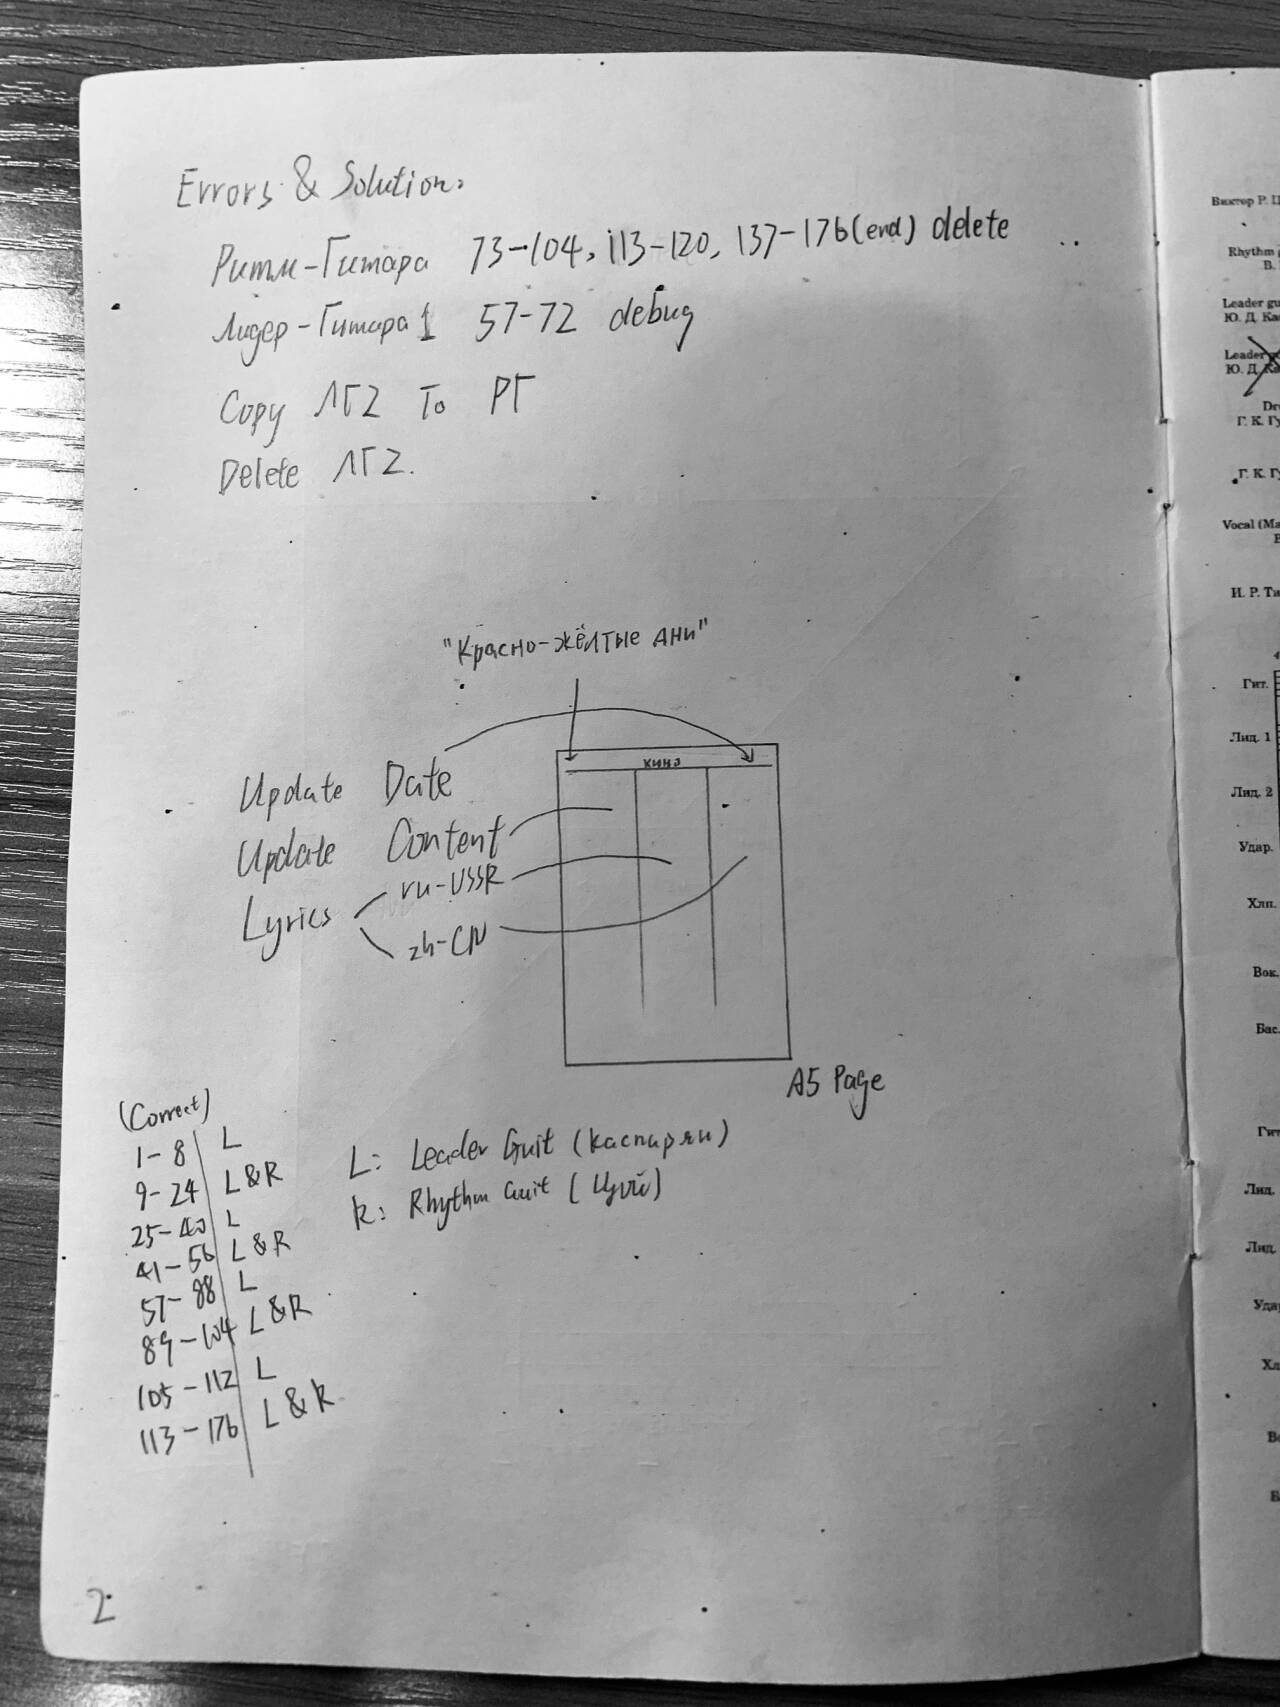 Errors & Solution:
Ритм-Гитара 73-104, 113-120, 137-176(end) delete
Лидер-Гитара 1 57-72 debug
Copy ЛГ2 To РГ
Delete ЛГ2.
"Красно-жёлтые дни"
кино
Update Date
Update Content
Lyrics
ru-USSR
zh-CN
A5 Page
(Correct)
1-8 L
9-24 L&R
25-40 L
41-56 L&R
57-88 L
89-104 L&R
105-112 L
113-176 L&R
L: Leader Guit (Каспарян)
R: Rhythm Guit (Цой)
2
Виктор Р. Ц
Rhythm
В.
Leader gu
Ю. Д. Ка
Leader
Ю. Д. Ка
Dr
Г. К. Гу
Г. К. Гу
Vocal (Ma
И. Р. Ти
Гит.
Лид. 1
Лид. 2
Удар.
Хлп.
Вок.
Бас.
Гит
Лид.
Лид.
Удар
Хл
Во
Б